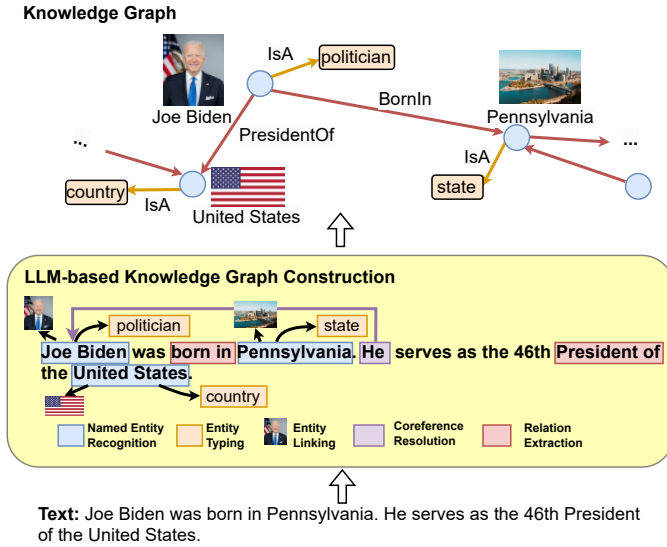 Knowledge Graph
IsA
politician
Joe Biden
BornIn
Pennsylvania
PresidentOf
...
...
IsA
country
IsA
state
United States
LLM-based Knowledge Graph Construction
politician
state
Joe Biden was born in Pennsylvania. He serves as the 46th President of
the United States.
country
Named Entity
Recognition
Entity
Typing
Entity
Linking
Coreference
Resolution
Relation
Extraction
Text: Joe Biden was born in Pennsylvania. He serves as the 46th President
of the United States.